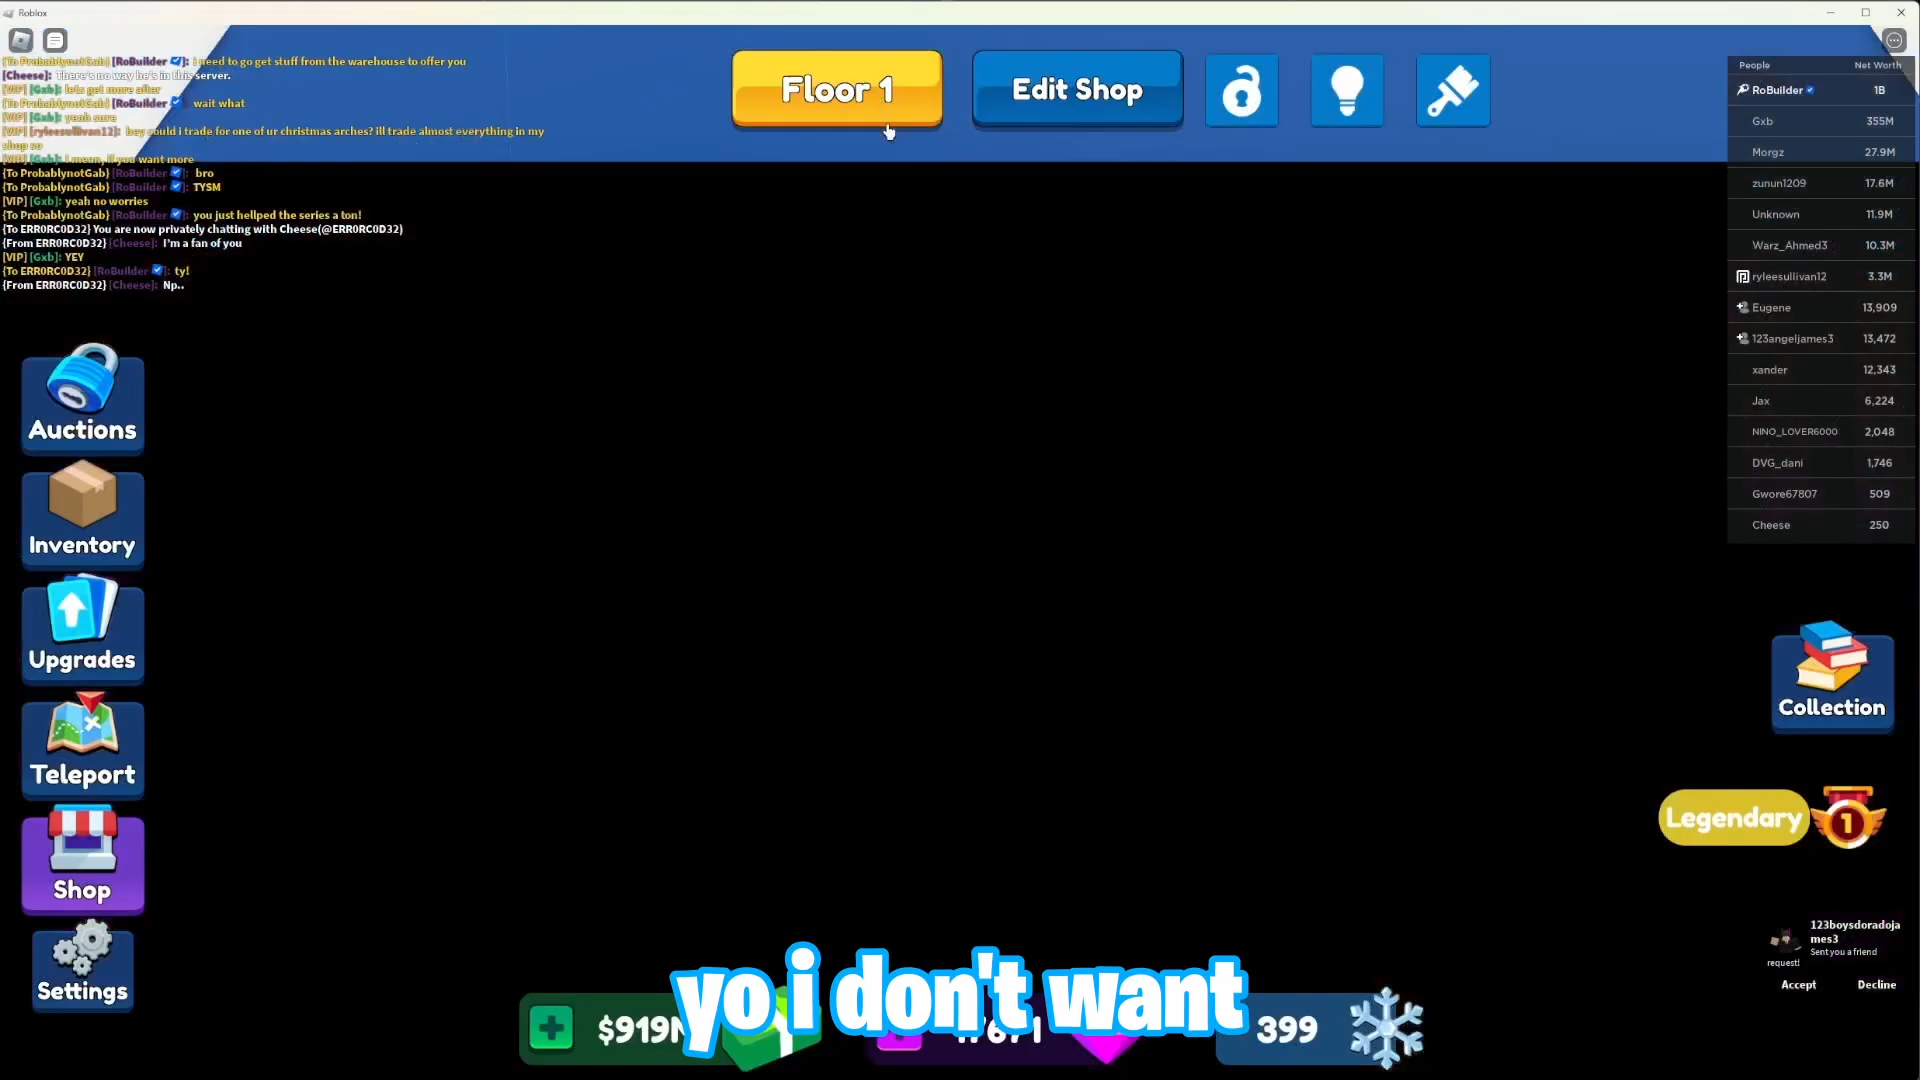 Roblox
{To ProbablynotGab} [RoBuilder]: i need to go get stuff from the warehouse to offer you
[Cheese]: There's no way he's in this server.
[VIP] [Gxb]: lets get more after
{To ProbablynotGab} [RoBuilder]: wait what
[VIP] [Gxb]: yeah sure
[VIP] [ryleesullivan12]: hey could i trade for one of ur christmas arches? ill trade almost everything in my
shop so
[VIP] [Gxb]: I mean, if you want more
{To ProbablynotGab} [RoBuilder]: bro
{To ProbablynotGab} [RoBuilder]: TYSM
[VIP] [Gxb]: yeah no worries
{To ProbablynotGab} [RoBuilder]: you just hellped the series a ton!
{To ERR0RC0D32} You are now privately chatting with Cheese(@ERR0RC0D32)
{From ERR0RC0D32} [Cheese]: I'm a fan of you
[VIP] [Gxb]: YEY
{To ERR0RC0D32} [RoBuilder]: ty!
{From ERR0RC0D32} [Cheese]: Np..
Floor 1
Edit Shop
People Net Worth
RoBuilder 1B
Gxb 355M
Morgz 27.9M
zunun1209 17.6M
Unknown 11.9M
Warz_Ahmed3 10.3M
ryleesullivan12 3.3M
Eugene 13,909
123angeljames3 13,472
xander 12,343
Jax 6,224
NINO_LOVER6000 2,048
DVG_dani 1,746
Gwore67807 509
Cheese 250
Auctions
Inventory
Upgrades
Teleport
Shop
Settings
Collection
Legendary
1
123boysdoradoja
mes3
Sent you a friend
request!
Accept Decline
yo i don't want
399